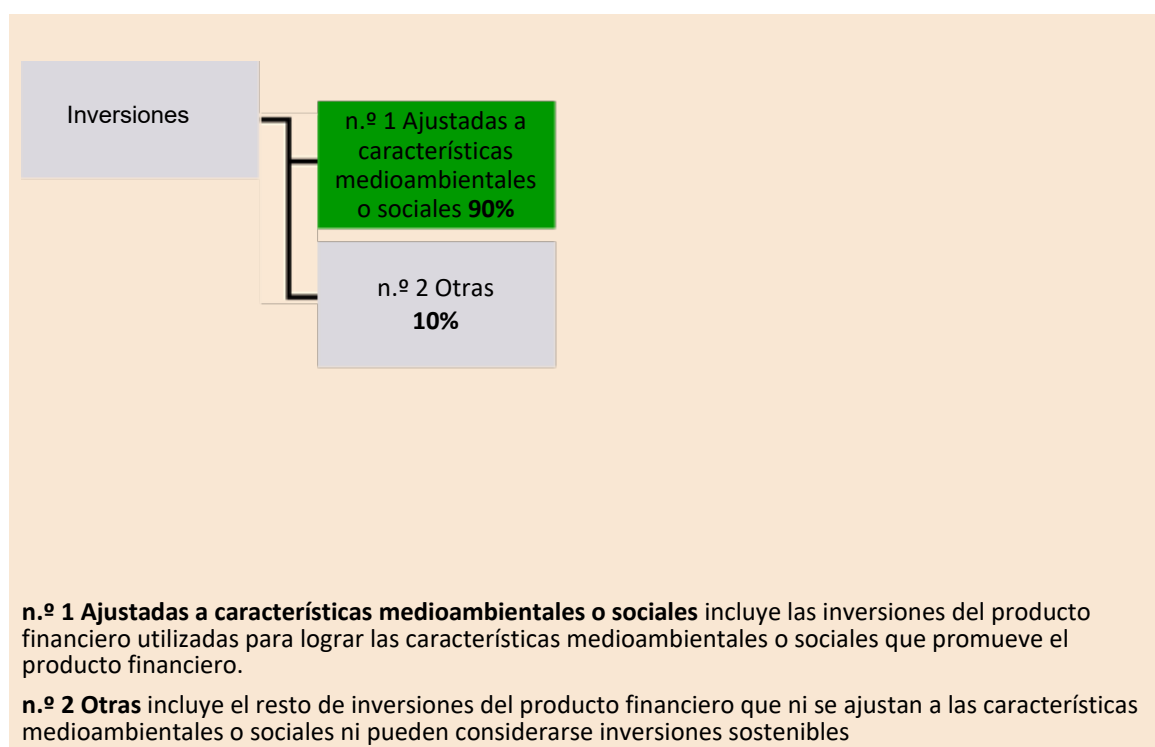 Inversiones
n.º 1 Ajustadas a
características
medioambientales
o sociales 90%
n.º 2 Otras
10%
n.º 1 Ajustadas a características medioambientales o sociales incluye las inversiones del producto
financiero utilizadas para lograr las características medioambientales o sociales que promueve el
producto financiero.
n.º 2 Otras incluye el resto de inversiones del producto financiero que ni se ajustan a las características
medioambientales o sociales ni pueden considerarse inversiones sostenibles